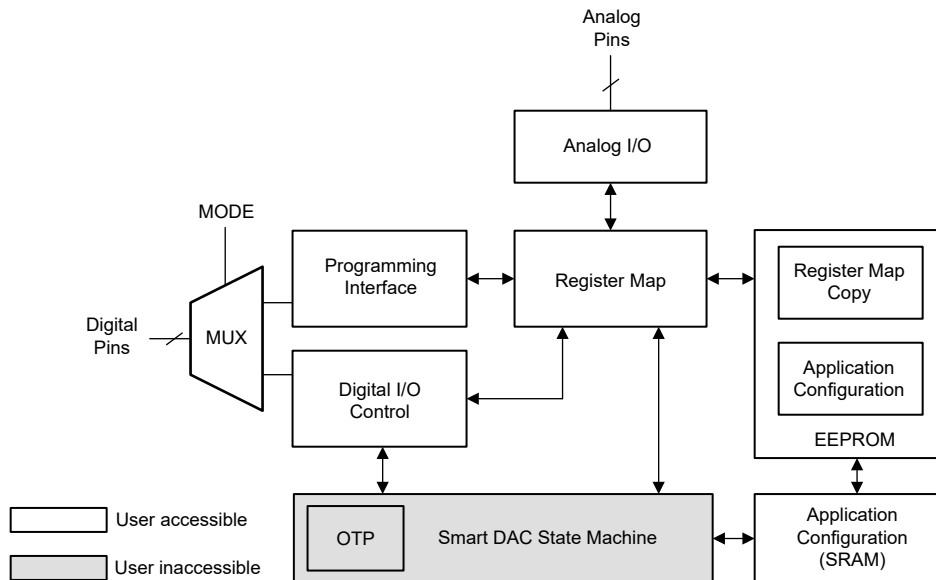 Analog
Pins
Analog I/O
MODE
Programming
Interface
Register Map
Register Map
Copy
Digital
Pins
MUX
Digital I/O
Control
Application
Configuration
EEPROM
User accessible
User inaccessible
OTP
Smart DAC State Machine
Application
Configuration
(SRAM)